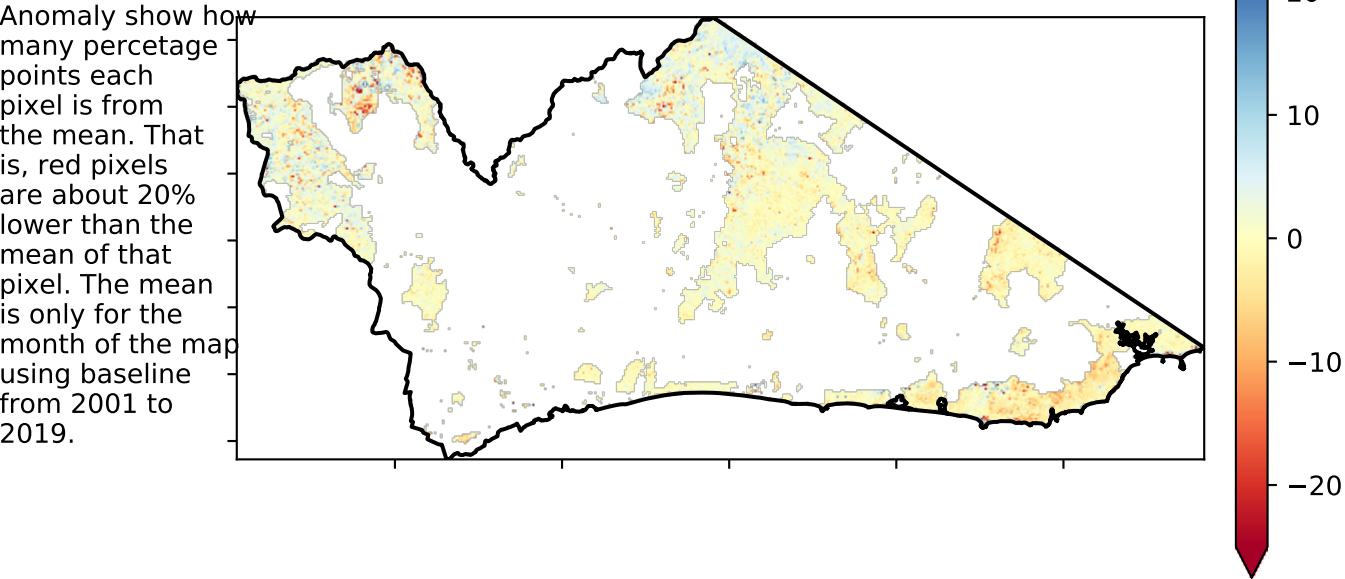 Anomaly show how
many percetage
points each
pixel is from
the mean. That
is, red pixels
are about 20%
lower than the
mean of that
pixel. The mean
is only for the
month of the map
using baseline
from 2001 to
2019.
10
0
−10
−20